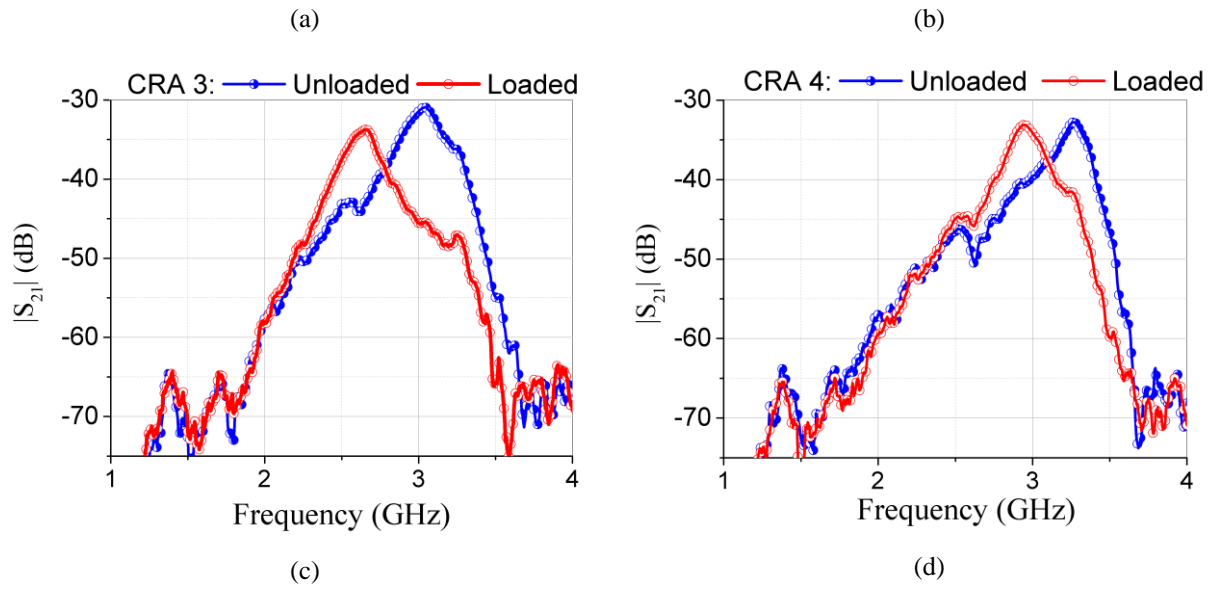 (a)
(b)
CRA 3: Unloaded Loaded
-30
-40
-50
-60
-70
|S21| (dB)
1 2 3 4
Frequency (GHz)
(c)
CRA 4: Unloaded Loaded
-30
-40
-50
-60
-70
|S21| (dB)
1 2 3 4
Frequency (GHz)
(d)